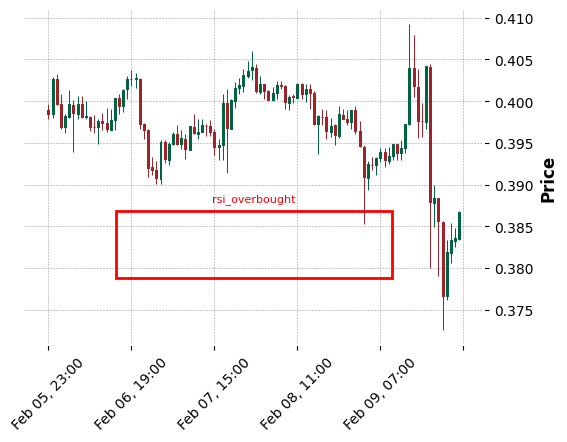 0.410
0.405
0.400
0.395
0.390
0.385
0.380
0.375
Price
rsi_overbought
Feb 05, 23:00
Feb 06, 19:00
Feb 07, 15:00
Feb 08, 11:00
Feb 09, 07:00